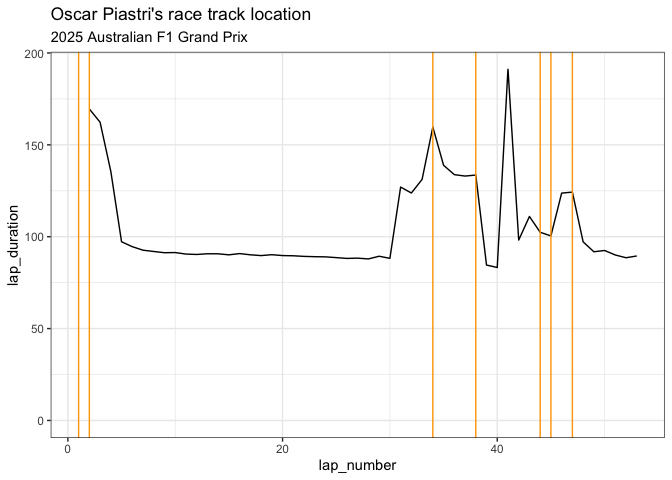 Oscar Piastri's race track location
2025 Australian F1 Grand Prix
200
150
100
50
0
lap_duration
0 20 40
lap_number